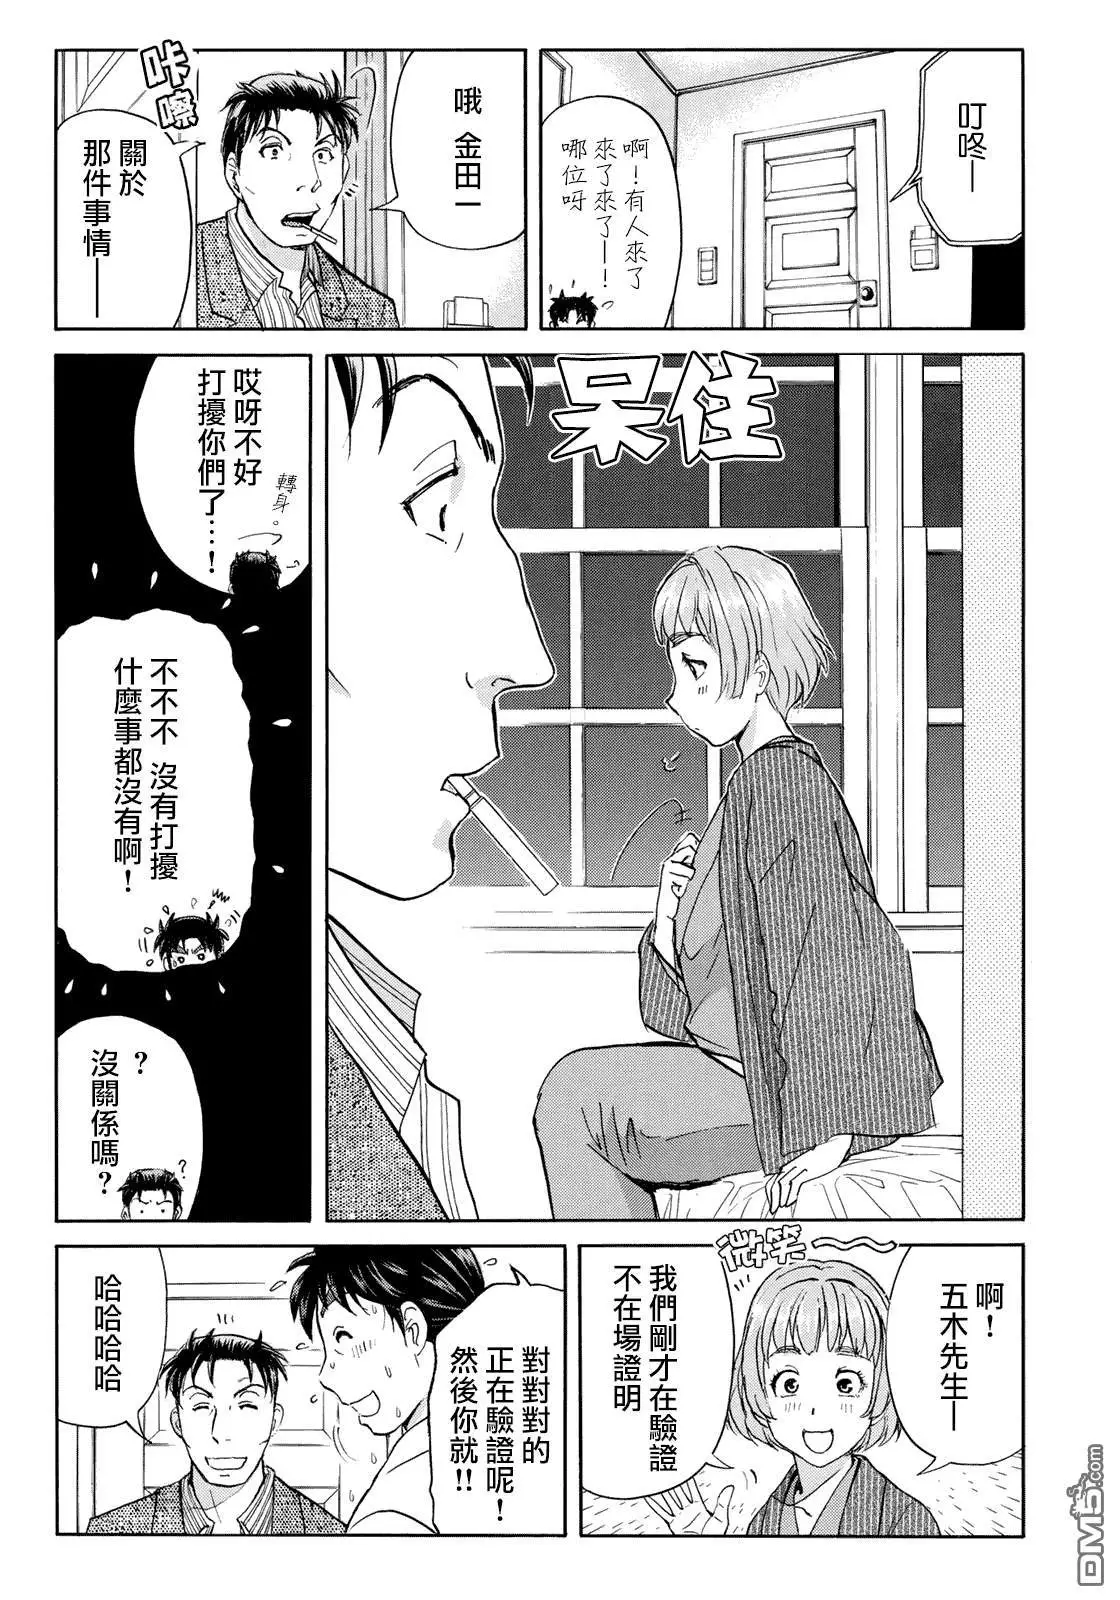 叮咚—
啊！有人來了
來了來了—！
哪位呀
哦 金田一
咔嚓
關於
那件事情——
呆住
哎呀不好
打擾你們了…！
轉身。
不不不 沒有打擾
什麼事都沒有啊！
？
沒關係嗎？
？
啊！
五木先生—
微笑～
我們剛才在驗證
不在場證明
對對對的
正在驗證呢！
然後你就!!
哈哈哈哈
DM5.com